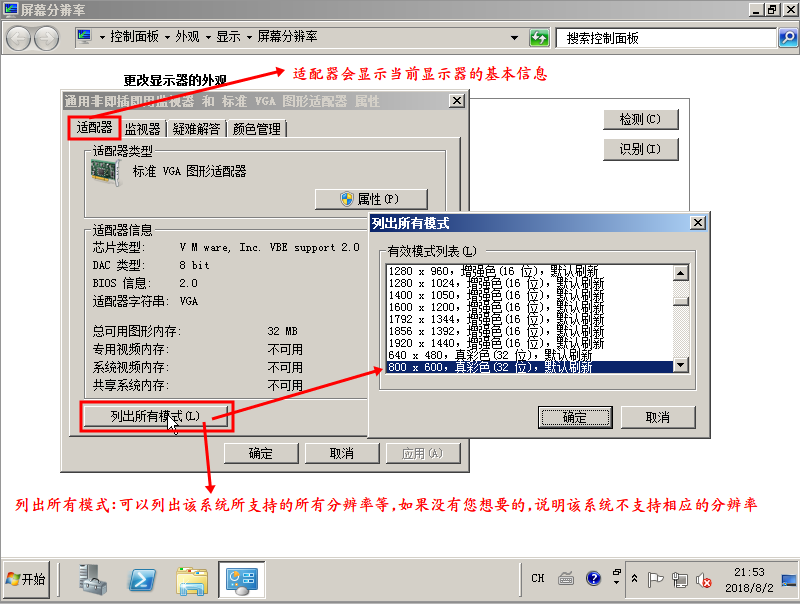 屏幕分辨率
控制面板 外观 显示 屏幕分辨率
搜索控制面板
更改显示器的外观
适配器会显示当前显示器的基本信息
通用非即插即用监视器 和 标准 VGA 图形适配器 属性
适配器 监视器 疑难解答 颜色管理
检测(C)
识别(I)
适配器类型
标准 VGA 图形适配器
属性(P)
适配器信息
芯片类型: V M ware, Inc. VBE support 2.0
DAC 类型: 8 bit
BIOS 信息: 2.0
适配器字符串: VGA
总可用图形内存: 32 MB
专用视频内存: 不可用
系统视频内存: 不可用
共享系统内存: 不可用
列出所有模式(L)
确定 取消 应用(A)
列出所有模式
有效模式列表(L)
1280 x 960, 增强色(16 位), 默认刷新
1280 x 1024, 增强色(16 位), 默认刷新
1400 x 1050, 增强色(16 位), 默认刷新
1600 x 1200, 增强色(16 位), 默认刷新
1792 x 1344, 增强色(16 位), 默认刷新
1856 x 1392, 增强色(16 位), 默认刷新
1920 x 1440, 增强色(16 位), 默认刷新
640 x 480, 真彩色(32 位), 默认刷新
800 x 600, 真彩色(32 位), 默认刷新
确定 取消
列出所有模式:可以列出该系统所支持的所有分辨率等,如果没有您想要的,说明该系统不支持相应的分辨率
开始
CH
21:53
2018/8/2